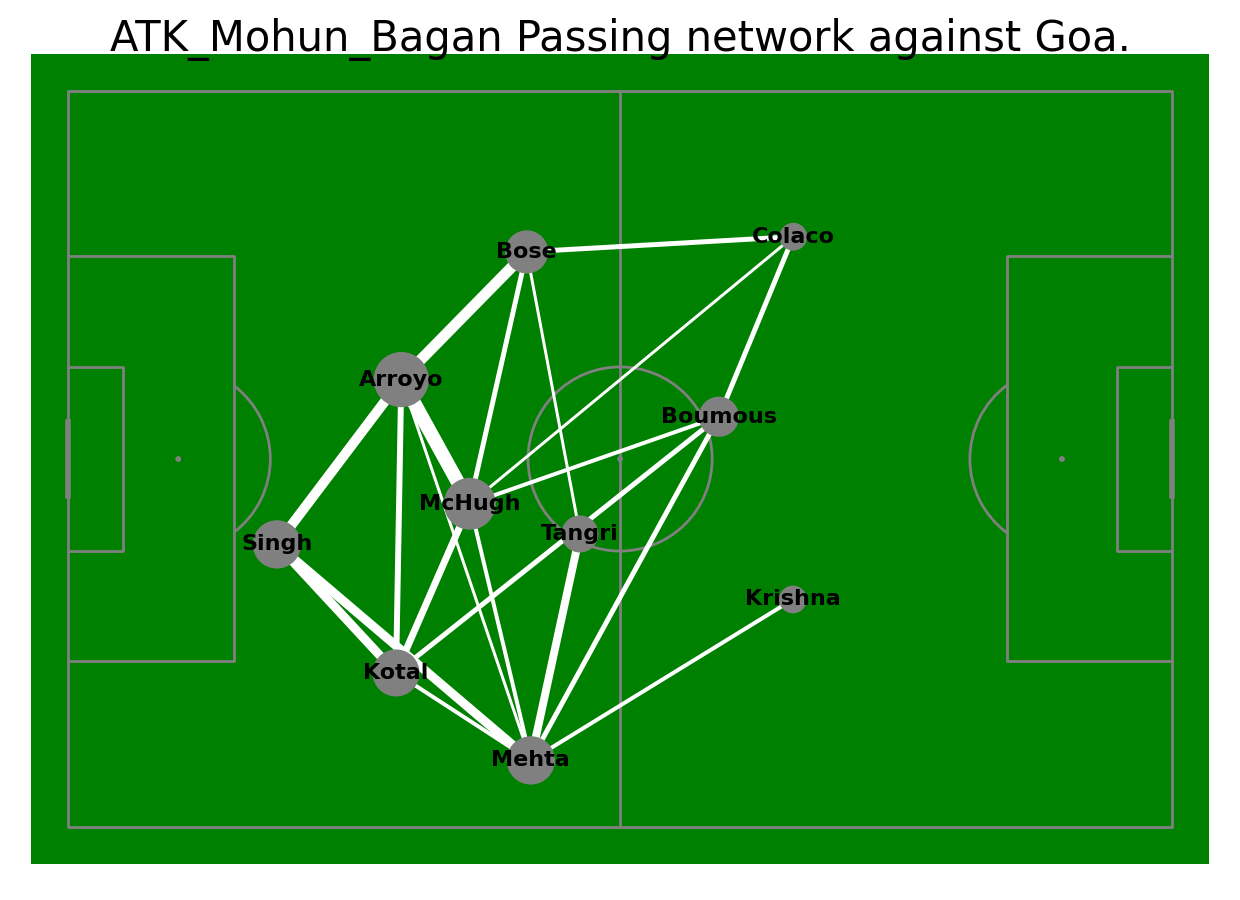 ATK_Mohun_Bagan Passing network against Goa.
Colaco
Bose
Arroyo
Boumous
McHugh
Tangri
Singh
Krishna
Kotal
Mehta